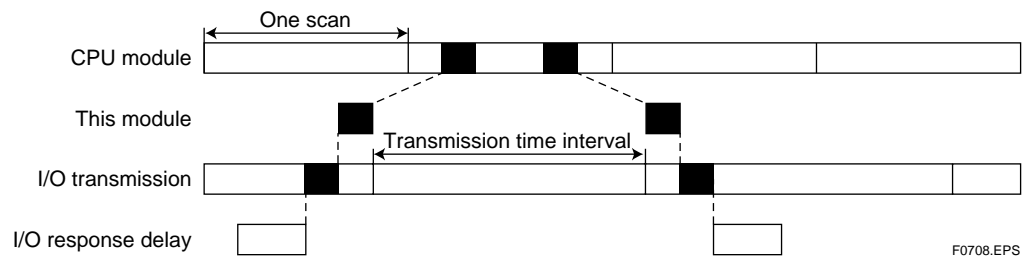 One scan
CPU module
This module
Transmission time interval
I/O transmission
I/O response delay
F0708.EPS